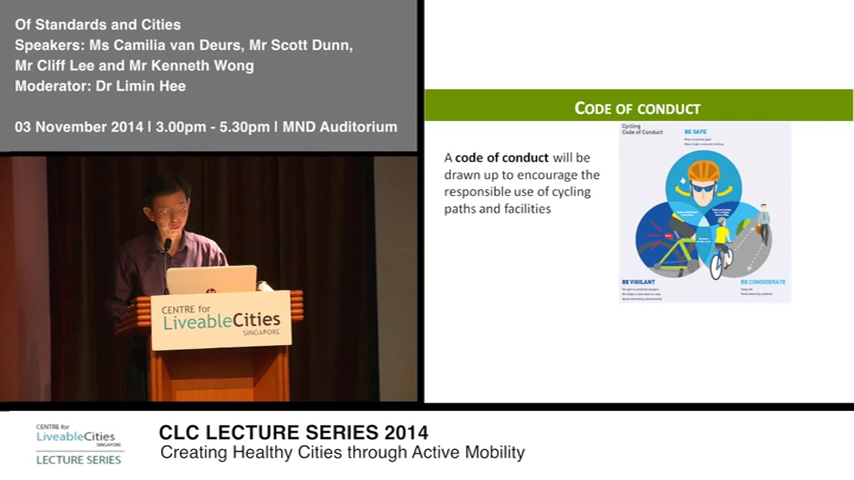 Of Standards and Cities
Speakers: Ms Camilia van Deurs, Mr Scott Dunn,
Mr Cliff Lee and Mr Kenneth Wong
Moderator: Dr Limin Hee
03 November 2014 | 3.00pm - 5.30pm | MND Auditorium
CODE OF CONDUCT
A code of conduct will be
drawn up to encourage the
responsible use of cycling
paths and facilities
Cycling
Code of Conduct
BE SAFE
BE VIGILANT
BE CONSIDERATE
CENTRE for
LiveableCities
SINGAPORE
CENTRE for
LiveableCities
SINGAPORE
LECTURE SERIES
CLC LECTURE SERIES 2014
Creating Healthy Cities through Active Mobility